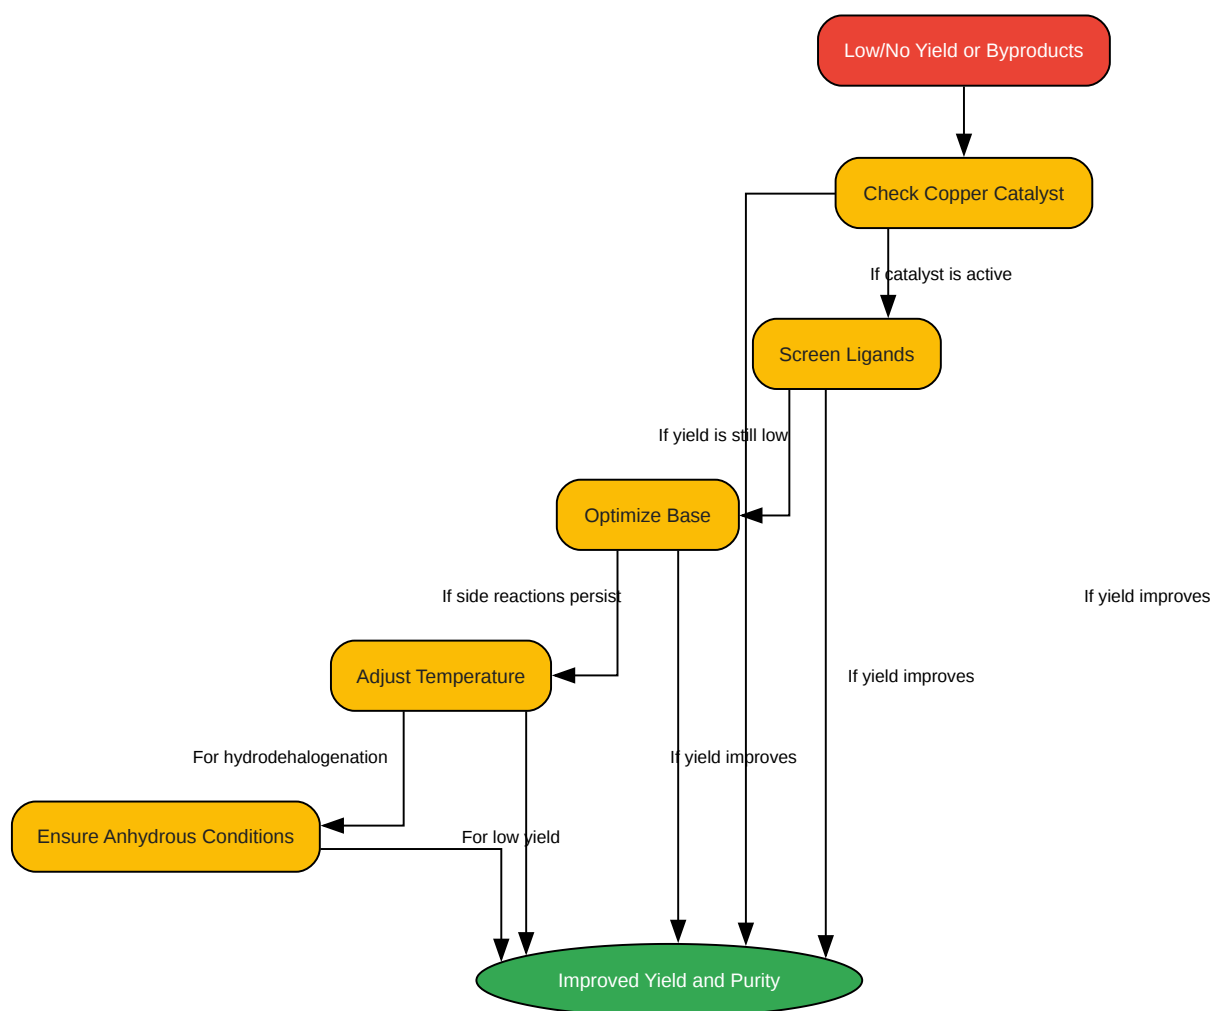 Low/No Yield or Byproducts
Check Copper Catalyst
If catalyst is active
Screen Ligands
If yield is still low
Optimize Base
If side reactions persist
If yield improves
Adjust Temperature
If yield improves
For hydrodehalogenation
If yield improves
Ensure Anhydrous Conditions
For low yield
Improved Yield and Purity